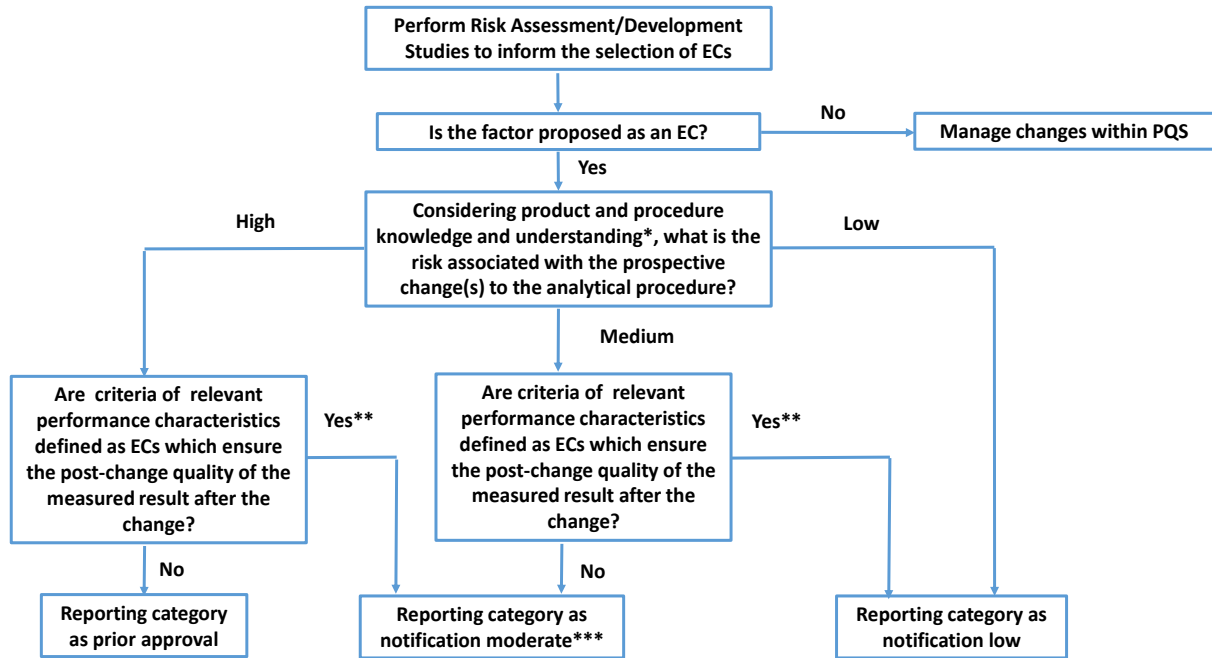 Perform Risk Assessment/Development
Studies to inform the selection of ECs
Is the factor proposed as an EC?
No
Manage changes within PQS
Yes
Considering product and procedure
knowledge and understanding*, what is the
risk associated with the prospective
change(s) to the analytical procedure?
High
Low
Medium
Are criteria of relevant
performance characteristics
defined as ECs which ensure
the post-change quality of the
measured result after the
change?
Yes**
Are criteria of relevant
performance characteristics
defined as ECs which ensure
the post-change quality of the
measured result after the
change?
Yes**
No
No
Reporting category
as prior approval
Reporting category as
notification moderate***
Reporting category as
notification low